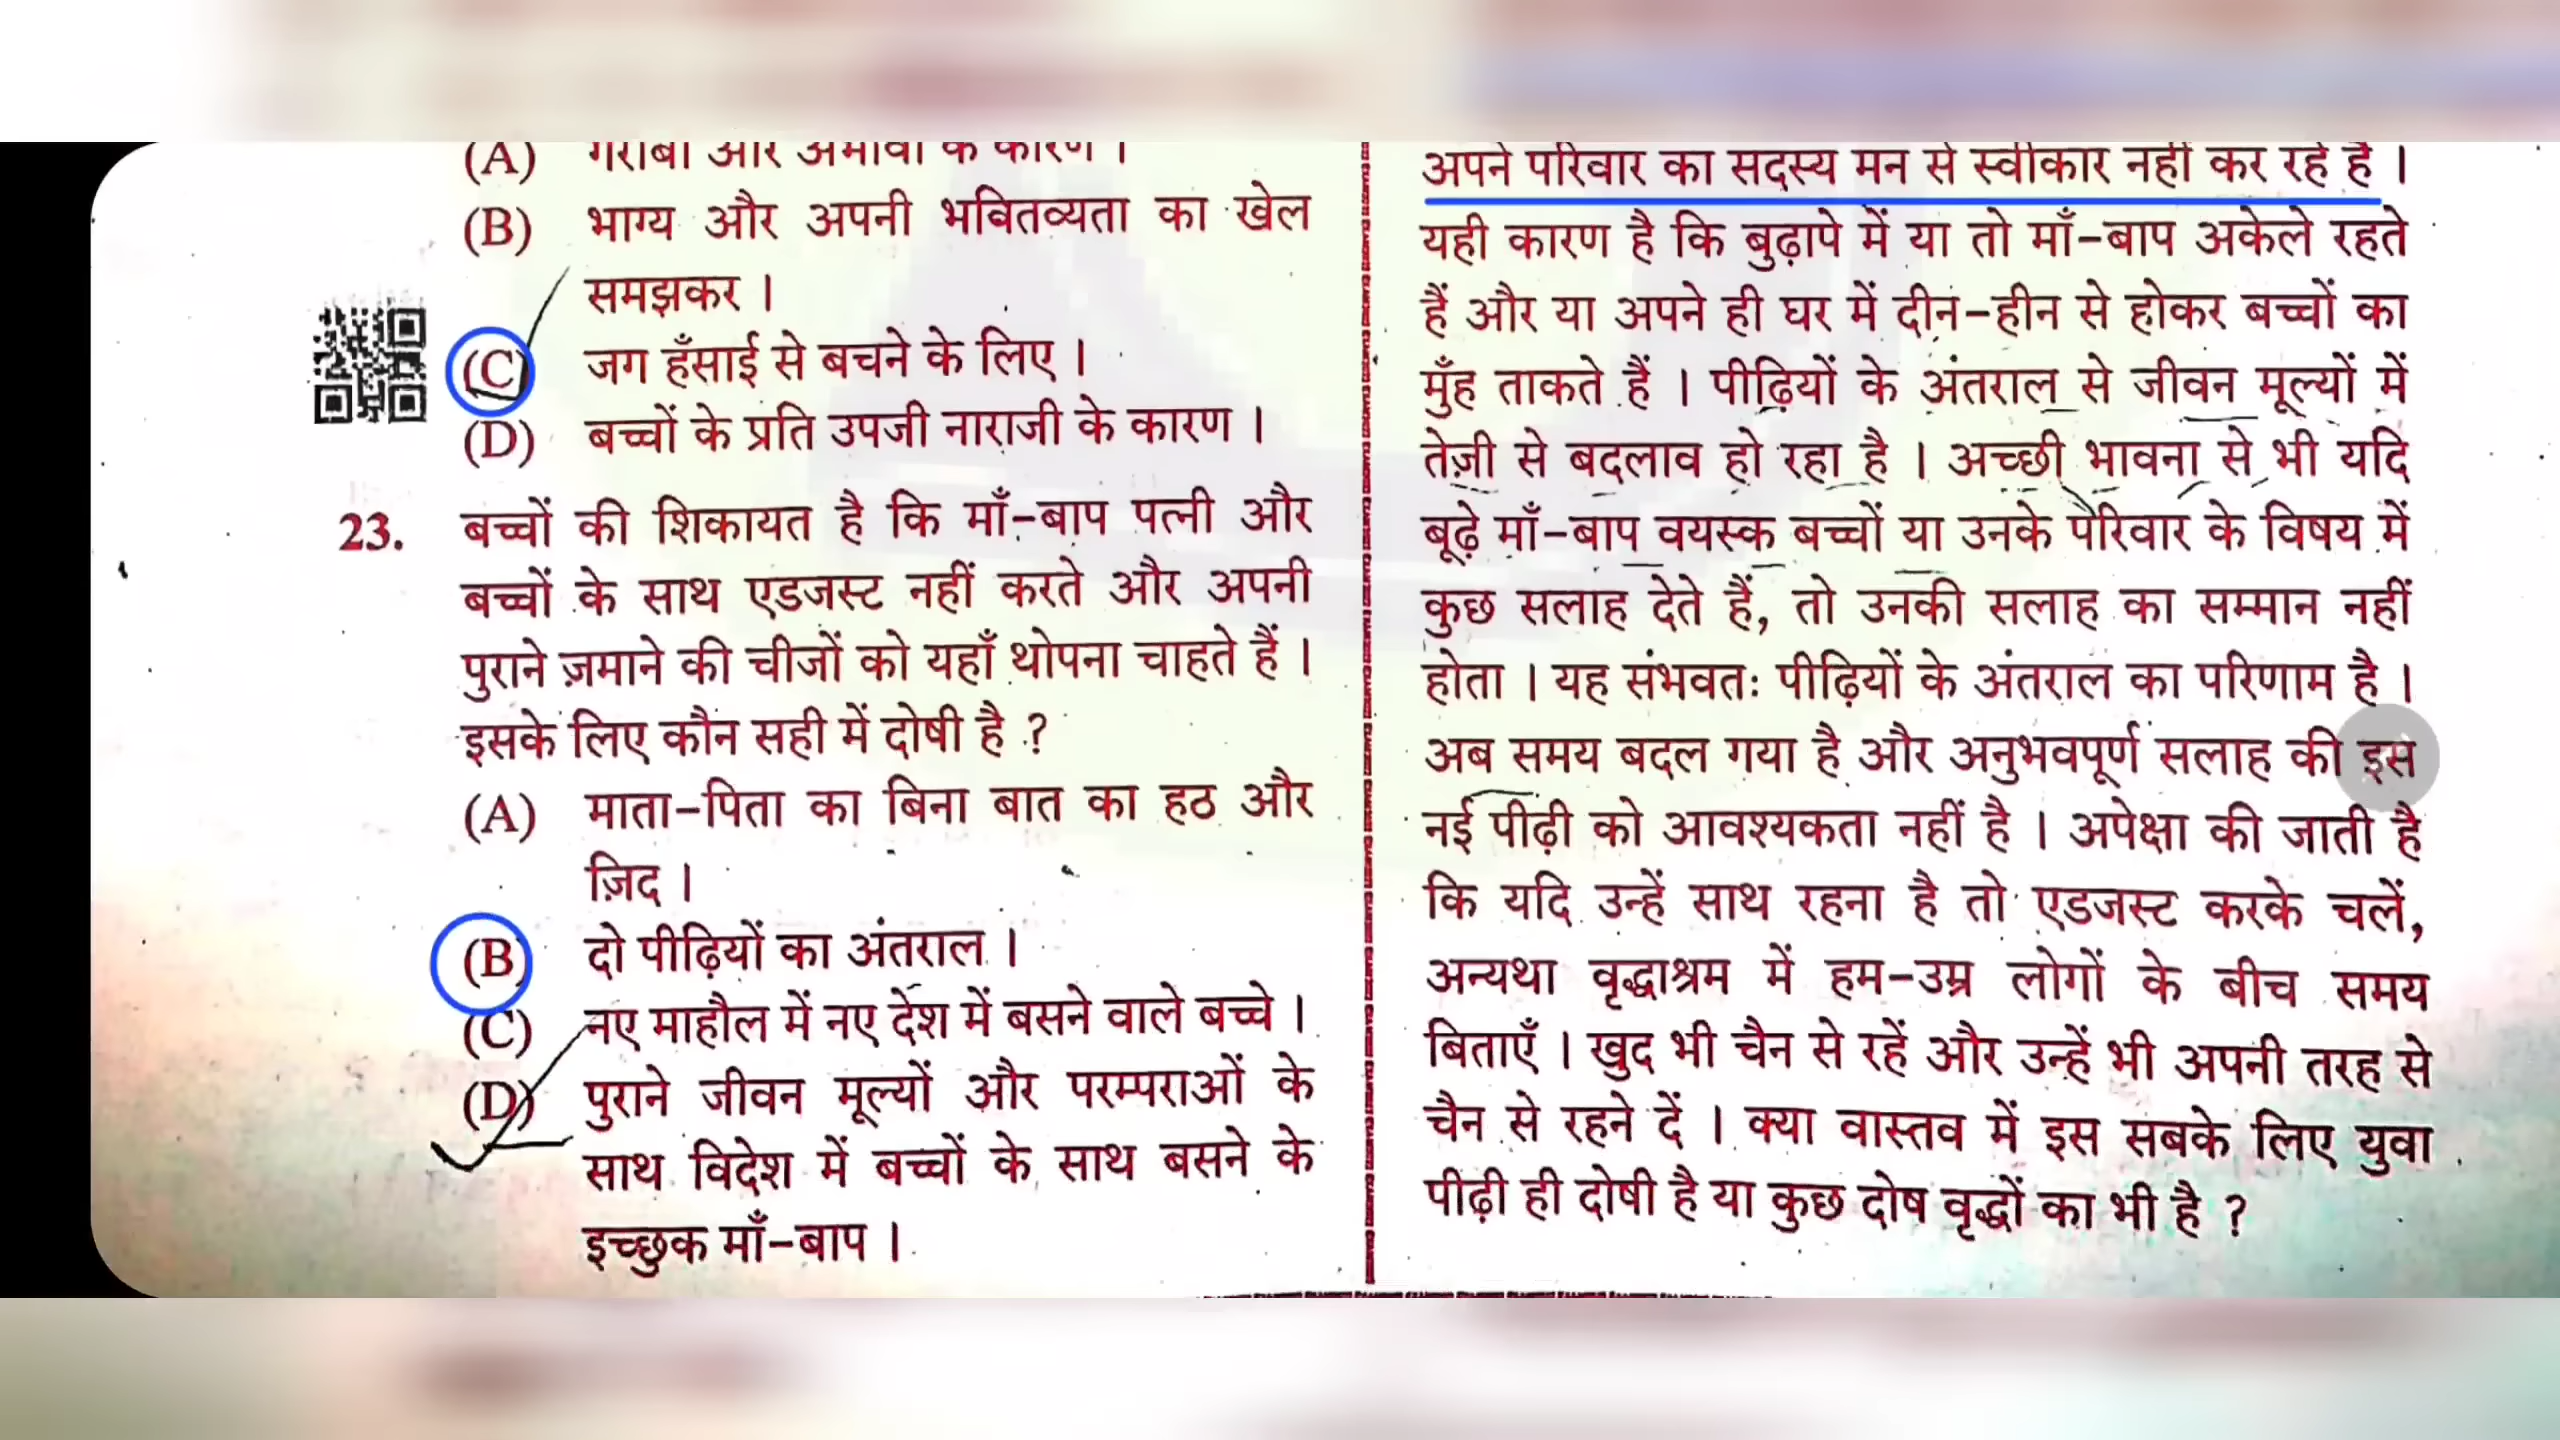 (A) गरीबी और अभावों के कारण ।
(B) भाग्य और अपनी भवितव्यता का खेल
समझकर ।
(C) जग हँसाई से बचने के लिए ।
(D) बच्चों के प्रति उपजी नाराजी के कारण ।
23. बच्चों की शिकायत है कि माँ-बाप पत्नी और
बच्चों के साथ एडजस्ट नहीं करते और अपनी
पुराने ज़माने की चीजों को यहाँ थोपना चाहते हैं ।
इसके लिए कौन सही में दोषी है ?
(A) माता-पिता का बिना बात का हठ और
ज़िद ।
(B) दो पीढ़ियों का अंतराल ।
(C) नए माहौल में नए देश में बसने वाले बच्चे ।
(D) पुराने जीवन मूल्यों और परम्पराओं के
साथ विदेश में बच्चों के साथ बसने के
इच्छुक माँ-बाप ।
अपने परिवार का सदस्य मन से स्वीकार नहीं कर रहे हैं ।
यही कारण है कि बुढ़ापे में या तो माँ-बाप अकेले रहते
हैं और या अपने ही घर में दीन-हीन से होकर बच्चों का
मुँह ताकते हैं । पीढ़ियों के अंतराल से जीवन मूल्यों में
तेज़ी से बदलाव हो रहा है । अच्छी भावना से भी यदि
बूढ़े माँ-बाप वयस्क बच्चों या उनके परिवार के विषय में
कुछ सलाह देते हैं, तो उनकी सलाह का सम्मान नहीं
होता । यह संभवतः पीढ़ियों के अंतराल का परिणाम है ।
अब समय बदल गया है और अनुभवपूर्ण सलाह की इस
नई पीढ़ी को आवश्यकता नहीं है । अपेक्षा की जाती है
कि यदि उन्हें साथ रहना है तो एडजस्ट करके चलें,
अन्यथा वृद्धाश्रम में हम-उम्र लोगों के बीच समय
बिताएँ । खुद भी चैन से रहें और उन्हें भी अपनी तरह से
चैन से रहने दें । क्या वास्तव में इस सबके लिए युवा
पीढ़ी ही दोषी है या कुछ दोष वृद्धों का भी है ?